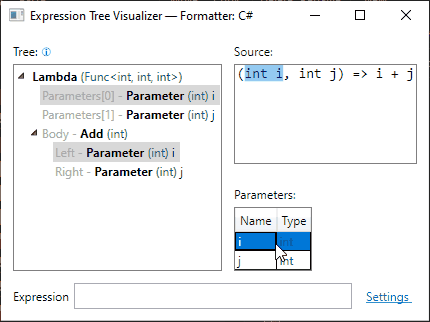 Expression Tree Visualizer — Formatter: C#
Tree: ⓘ
Lambda (Func<int, int, int>)
Parameters[0] - Parameter (int) i
Parameters[1] - Parameter (int) j
Body - Add (int)
Left - Parameter (int) i
Right - Parameter (int) j
Source:
(int i, int j) => i + j
Parameters:
Name Type
i int
j int
Expression
Settings